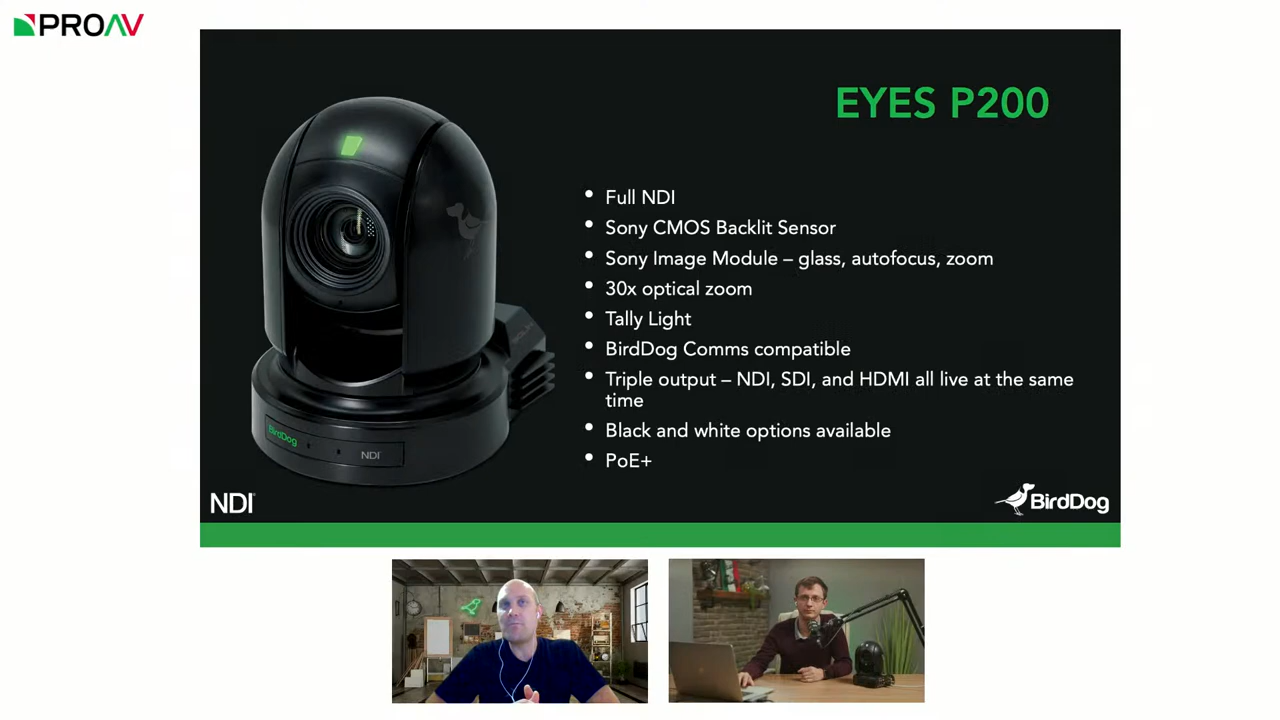 PROAV
EYES P200
• Full NDI
• Sony CMOS Backlit Sensor
• Sony Image Module – glass, autofocus, zoom
• 30x optical zoom
• Tally Light
• BirdDog Comms compatible
• Triple output – NDI, SDI, and HDMI all live at the same
time
• Black and white options available
• PoE+
BirdDog
NDI
NDI
BirdDog